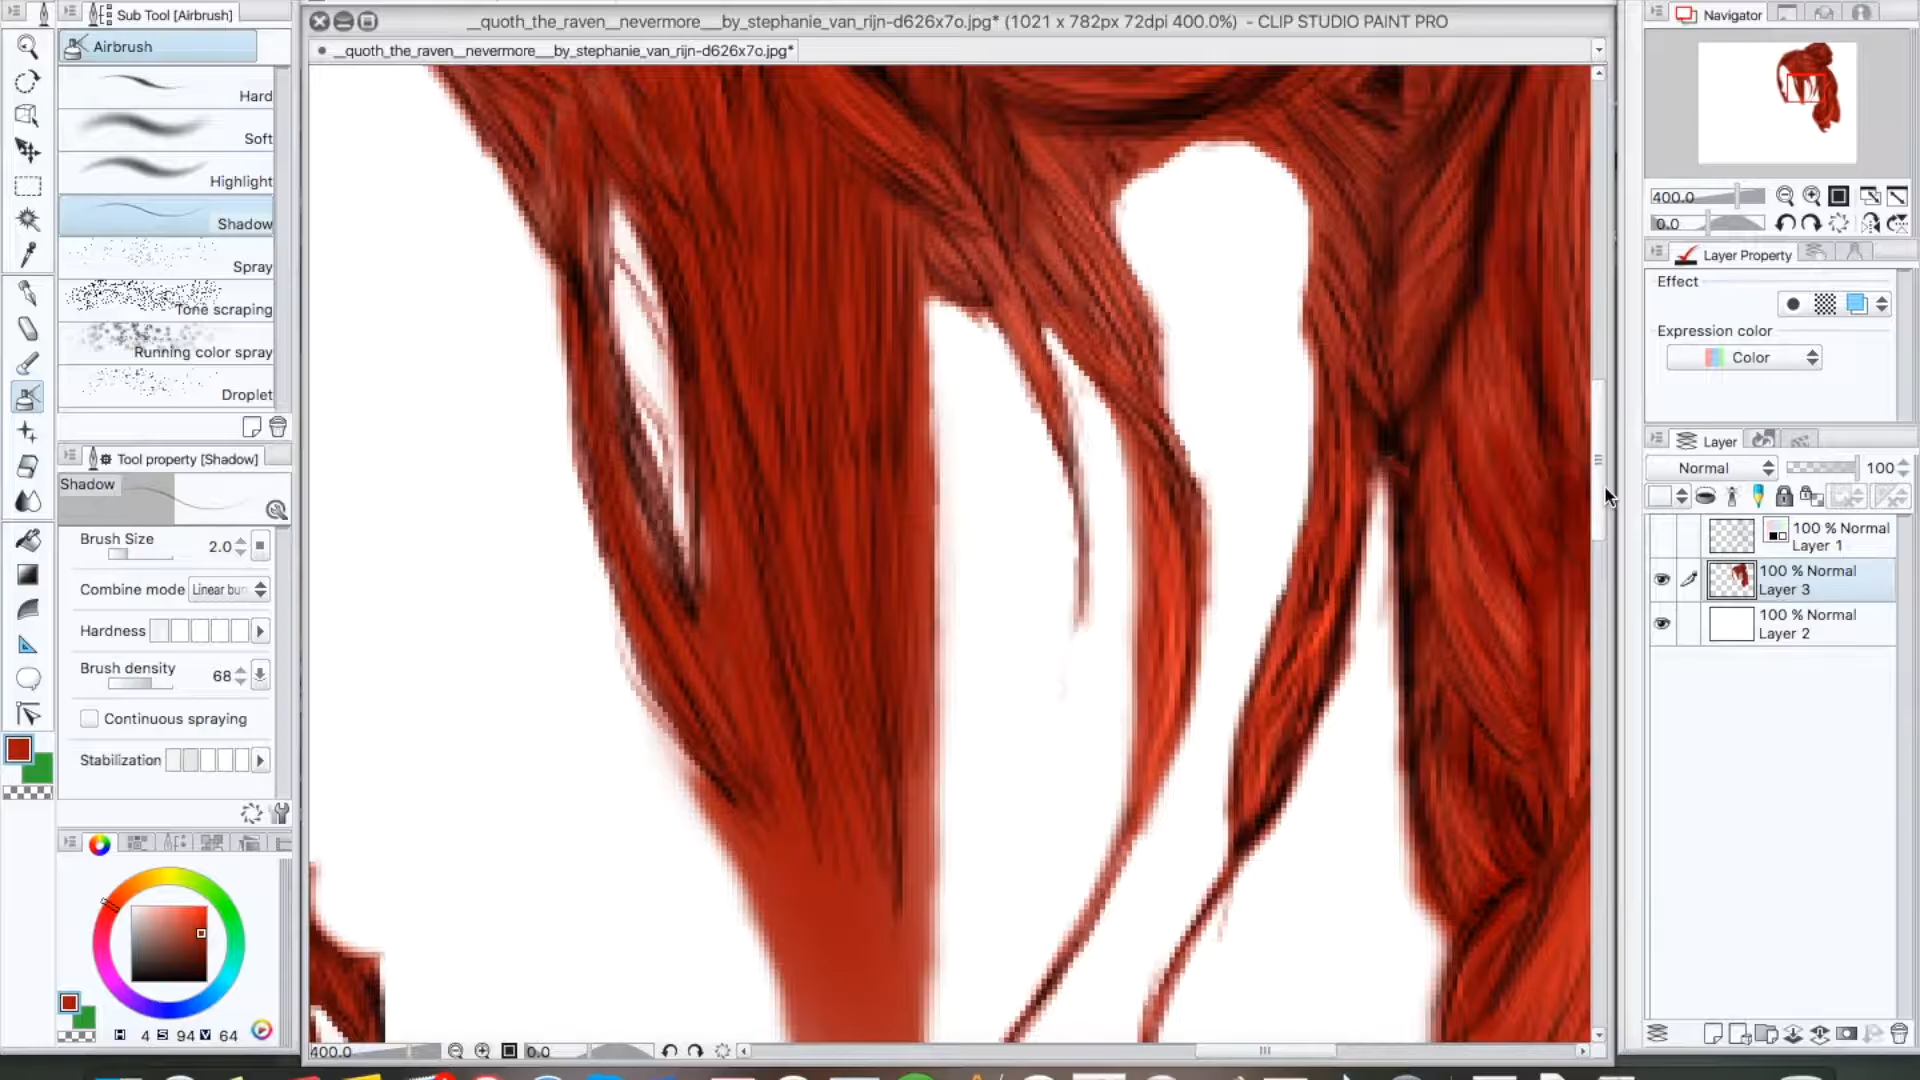 Sub Tool [Airbrush]
__quoth_the_raven__nevermore___by_stephanie_van_rijn-d626x7o.jpg* (1021 x 782px 72dpi 400.0%) - CLIP STUDIO PAINT PRO
Navigator
Airbrush
__quoth_the_raven__nevermore___by_stephanie_van_rijn-d626x7o.jpg*
Hard
Soft
Highlight
Shadow
Spray
Tone scraping
Running color spray
Droplet
400.0
0.0
Layer Property
Effect
Expression color
Color
Layer
Normal
100
100 % Normal
Layer 1
100 % Normal
Layer 3
100 % Normal
Layer 2
Tool property [Shadow]
Shadow
Brush Size 2.0
Combine mode Linear bur
Hardness
Brush density 68
Continuous spraying
Stabilization
H 4 S 94 V 64
400.0
0.0